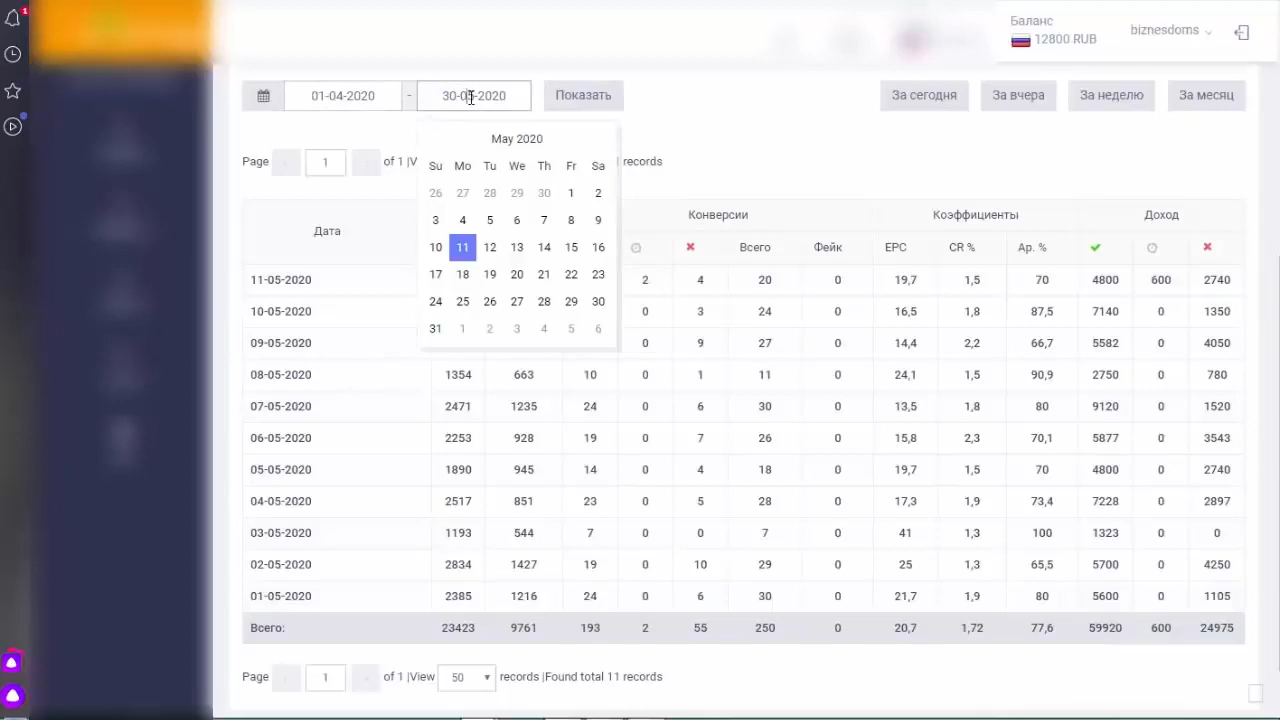 1
Баланс
12800 RUB
biznesdoms
01-04-2020 - 2020 Показать За сегодня За вчера За неделю За месяц
May 2020
Su Mo Tu We Th Fr Sa
26 27 28 29 30 1 2
3 4 5 6 7 8 9
10 11 12 13 14 15 16
17 18 19 20 21 22 23
24 25 26 27 28 29 30
31 1 2 3 4 5 6
Page 1 of 1 |V records
Дата Конверсии Коэффициенты Доход
Всего Фейк EPC CR % Ap. %
11-05-2020 2 4 20 0 19,7 1,5 70 4800 600 2740
10-05-2020 0 3 24 0 16,5 1,8 87,5 7140 0 1350
09-05-2020 0 9 27 0 14,4 2,2 66,7 5582 0 4050
08-05-2020 1354 663 10 0 1 11 0 24,1 1,5 90,9 2750 0 780
07-05-2020 2471 1235 24 0 6 30 0 13,5 1,8 80 9120 0 1520
06-05-2020 2253 928 19 0 7 26 0 15,8 2,3 70,1 5877 0 3543
05-05-2020 1890 945 14 0 4 18 0 19,7 1,5 70 4800 0 2740
04-05-2020 2517 851 23 0 5 28 0 17,3 1,9 73,4 7228 0 2897
03-05-2020 1193 544 7 0 0 7 0 41 1,3 100 1323 0 0
02-05-2020 2834 1427 19 0 10 29 0 25 1,3 65,5 5700 0 4250
01-05-2020 2385 1216 24 0 6 30 0 21,7 1,9 80 5600 0 1105
Всего: 23423 9761 193 2 55 250 0 20,7 1,72 77,6 59920 600 24975
Page 1 of 1 |View 50 records |Found total 11 records